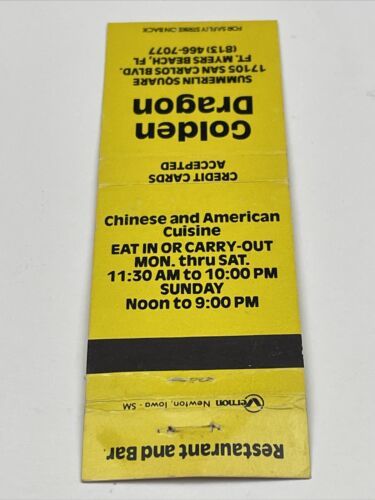 FOR SAFETY STRIKE ON BACK
(813) 466-7077
FT. MYERS BEACH, FL
17105 SAN CARLOS BLVD.
SUMMERLIN SQUARE
Golden
Dragon
CREDIT CARDS
ACCEPTED
Chinese and American
Cuisine
EAT IN OR CARRY-OUT
MON. thru SAT.
11:30 AM to 10:00 PM
SUNDAY
Noon to 9:00 PM
Vernon Newton, Iowa - SM
Restaurant and Bar